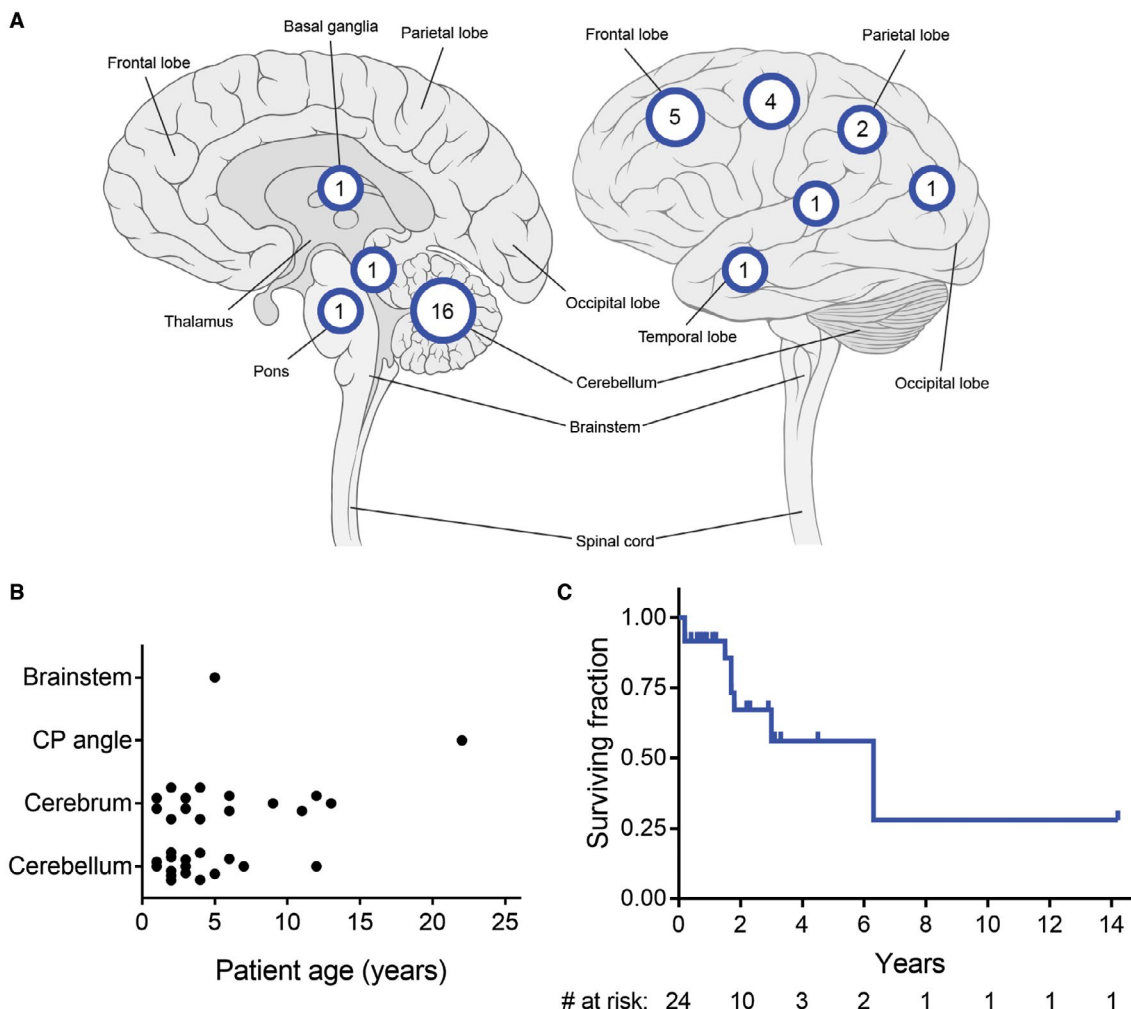 A
Basal ganglia
Parietal lobe
Frontal lobe
Frontal lobe
Parietal lobe
5
4
2
1
1
1
1
1
1
16
Thalamus
Pons
Occipital lobe
Temporal lobe
Cerebellum
Occipital lobe
Brainstem
Spinal cord
B
Brainstem
CP angle
Cerebrum
Cerebellum
0 5 10 15 20 25
Patient age (years)
C
Surviving fraction
1.00
0.75
0.50
0.25
0.00
0 2 4 6 8 10 12 14
Years
# at risk: 24 10 3 2 1 1 1 1